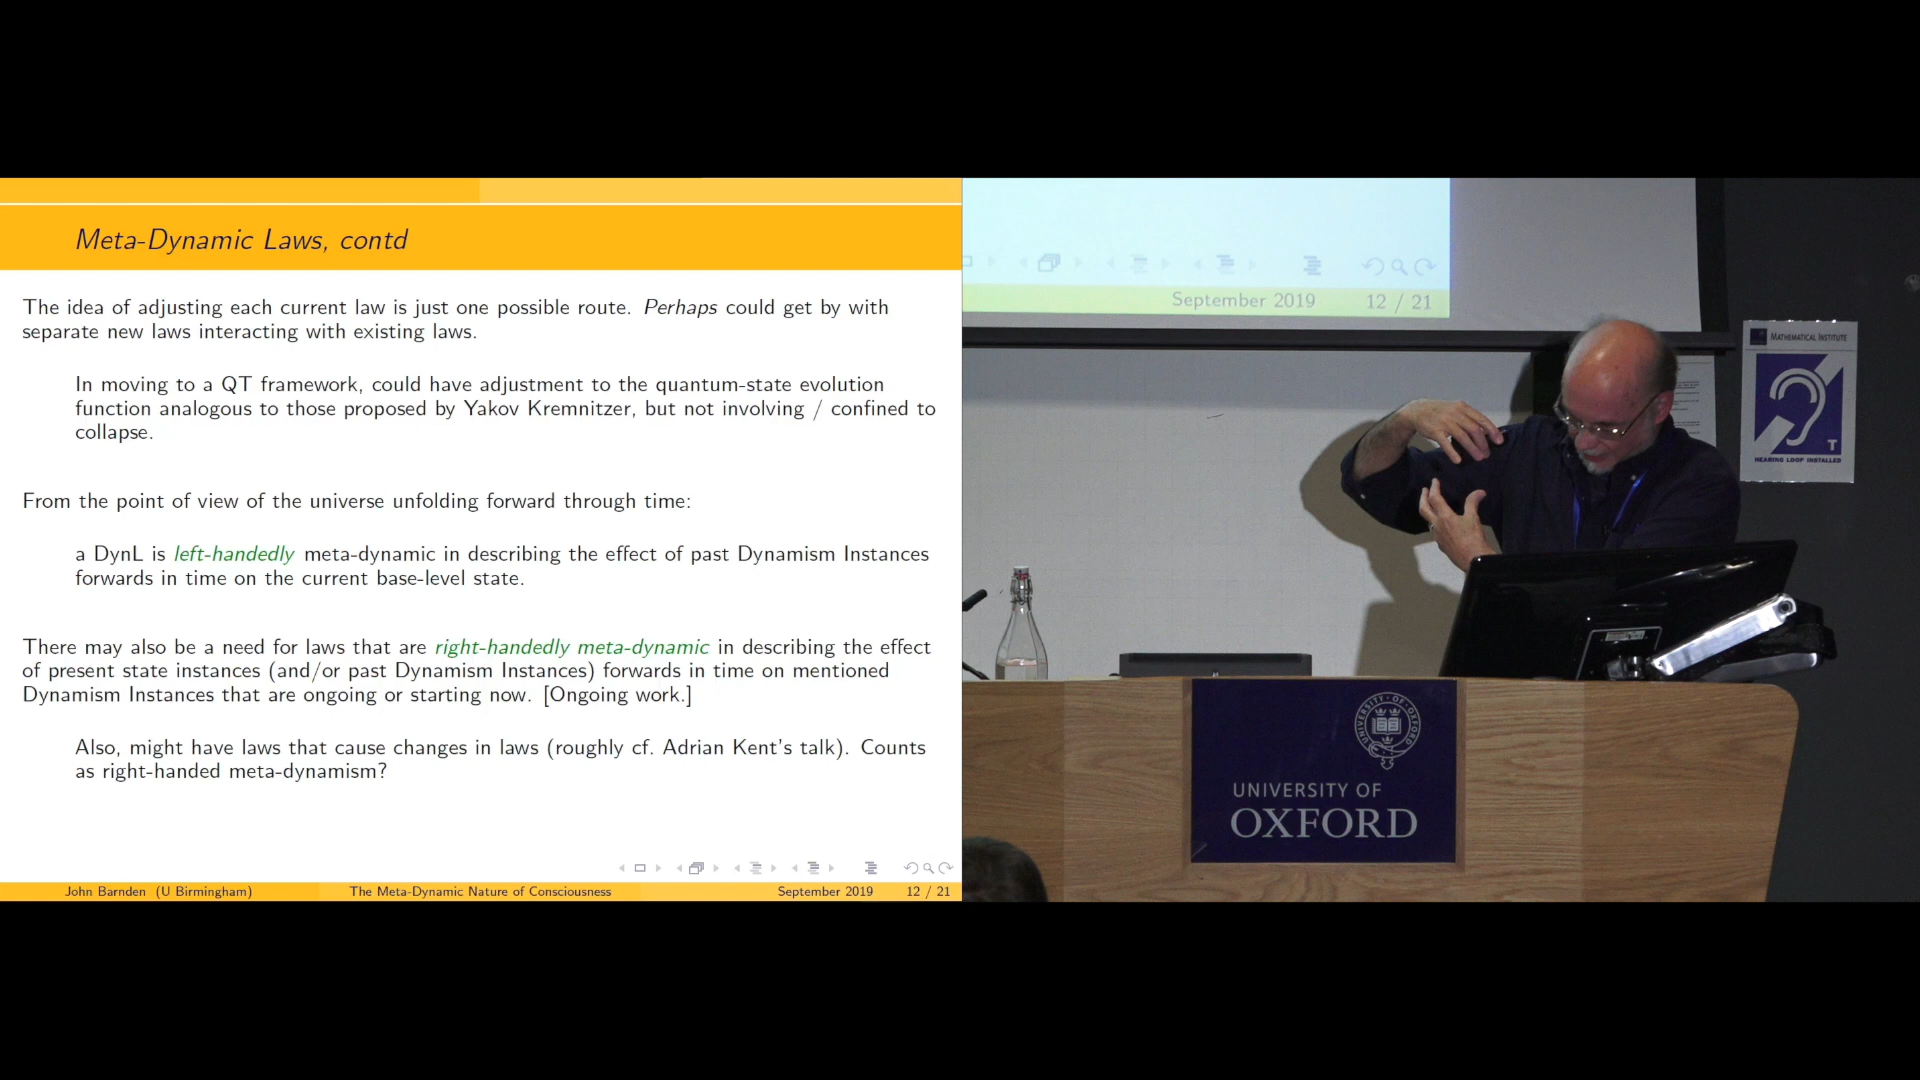 Meta-Dynamic Laws, contd
The idea of adjusting each current law is just one possible route. Perhaps could get by with
separate new laws interacting with existing laws.
In moving to a QT framework, could have adjustment to the quantum-state evolution
function analogous to those proposed by Yakov Kremnitzer, but not involving / confined to
collapse.
From the point of view of the universe unfolding forward through time:
a DynL is left-handedly meta-dynamic in describing the effect of past Dynamism Instances
forwards in time on the current base-level state.
There may also be a need for laws that are right-handedly meta-dynamic in describing the effect
of present state instances (and/or past Dynamism Instances) forwards in time on mentioned
Dynamism Instances that are ongoing or starting now. [Ongoing work.]
Also, might have laws that cause changes in laws (roughly cf. Adrian Kent's talk). Counts
as right-handed meta-dynamism?
John Barnden (U Birmingham) The Meta-Dynamic Nature of Consciousness September 2019 12 / 21
September 2019 12 / 21
MATHEMATICAL INSTITUTE
T
HEARING LOOP INSTALLED
UNIVERSITY OF
OXFORD